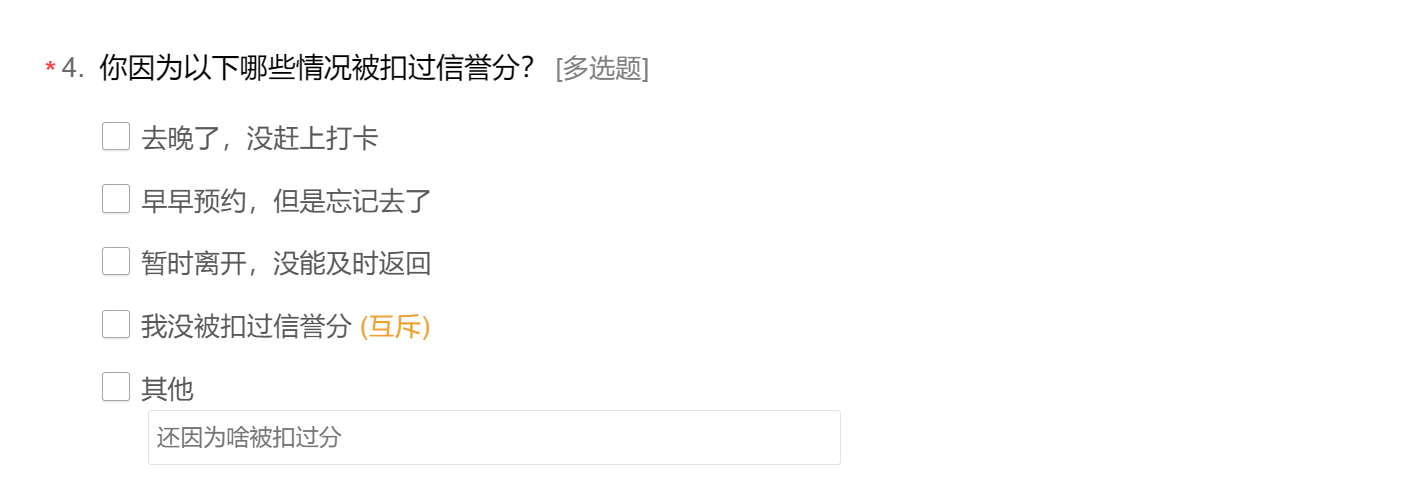 * 4. 你因为以下哪些情况被扣过信誉分？ [多选题]
去晚了，没赶上打卡
早早预约，但是忘记去了
暂时离开，没能及时返回
我没被扣过信誉分 (互斥)
其他
还因为啥被扣过分